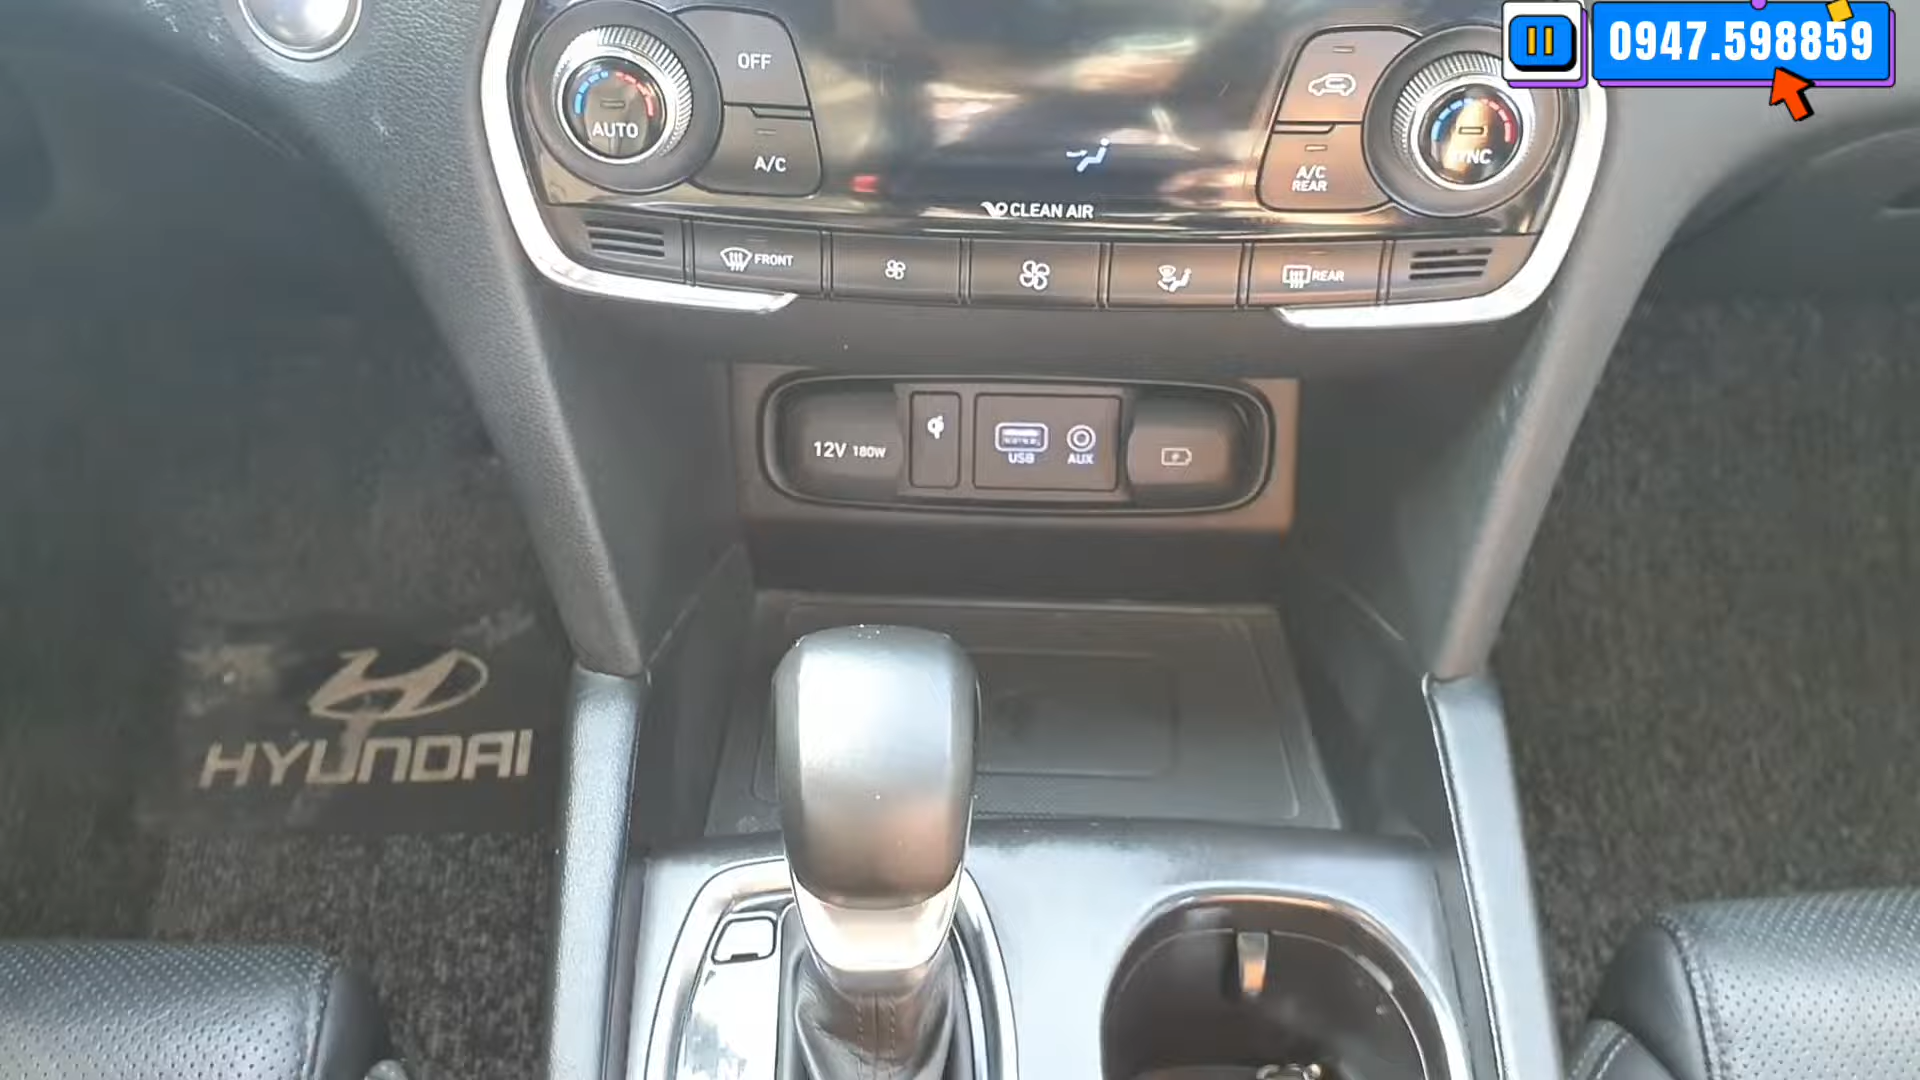 0947.598859
OFF
AUTO
A/C
A/C
REAR
SYNC
CLEAN AIR
FRONT
REAR
12V 180W
USB
AUX
HYUNDAI